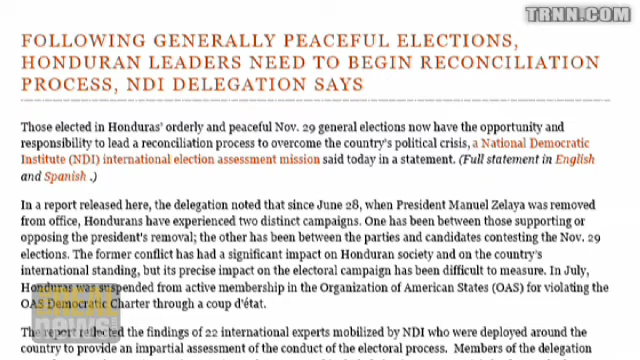 TRNN.COM
FOLLOWING GENERALLY PEACEFUL ELECTIONS,
HONDURAN LEADERS NEED TO BEGIN RECONCILIATION
PROCESS, NDI DELEGATION SAYS
Those elected in Honduras' orderly and peaceful Nov. 29 general elections now have the opportunity and
responsibility to lead a reconciliation process to overcome the country's political crisis, a National Democratic
Institute (NDI) international election assessment mission said today in a statement. (Full statement in English
and Spanish .)
In a report released here, the delegation noted that since June 28, when President Manuel Zelaya was removed
from office, Hondurans have experienced two distinct campaigns. One has been between those supporting or
opposing the president's removal; the other has been between the parties and candidates contesting the Nov. 29
elections. The former conflict has had a significant impact on Honduran society and on the country's
international standing, but its precise impact on the electoral campaign has been difficult to measure. In July,
Honduras was suspended from active membership in the Organization of American States (OAS) for violating the
OAS Democratic Charter through a coup d'état.
The report reflected the findings of 22 international experts mobilized by NDI who were deployed around the
country to provide an impartial assessment of the conduct of the electoral process. Members of the delegation